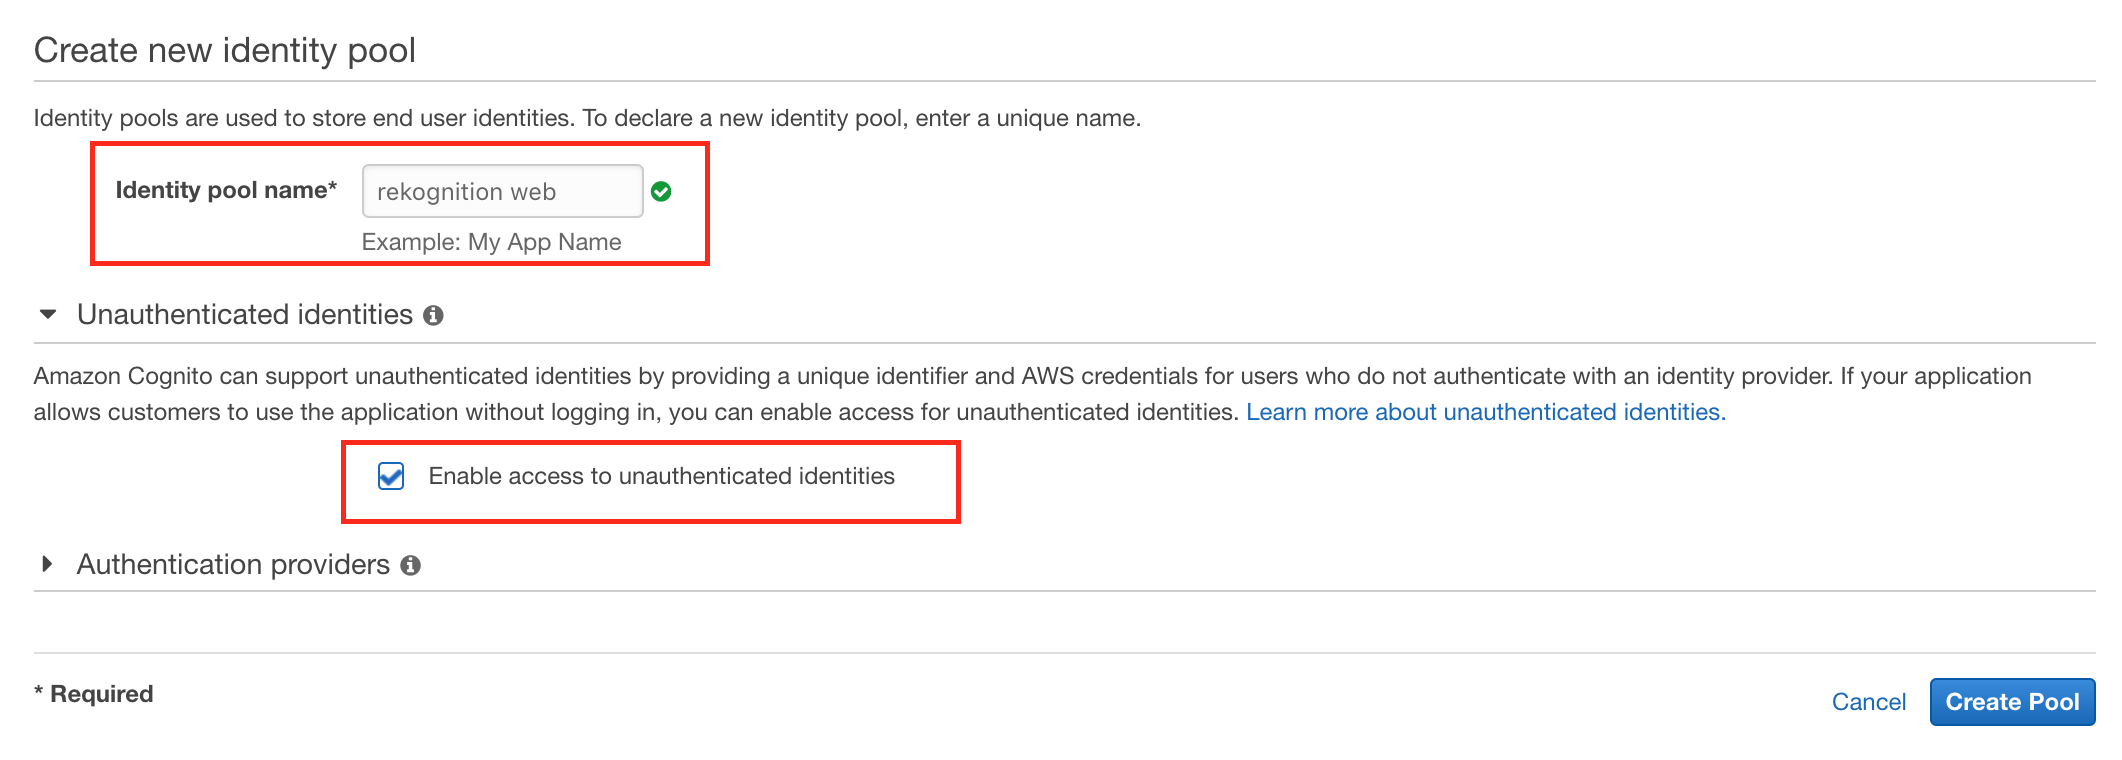 Create new identity pool
Identity pools are used to store end user identities. To declare a new identity pool, enter a unique name.
Identity pool name* rekognition web
Example: My App Name
Unauthenticated identities
Amazon Cognito can support unauthenticated identities by providing a unique identifier and AWS credentials for users who do not authenticate with an identity provider. If your application
allows customers to use the application without logging in, you can enable access for unauthenticated identities. Learn more about unauthenticated identities.
Enable access to unauthenticated identities
Authentication providers
* Required
Cancel Create Pool